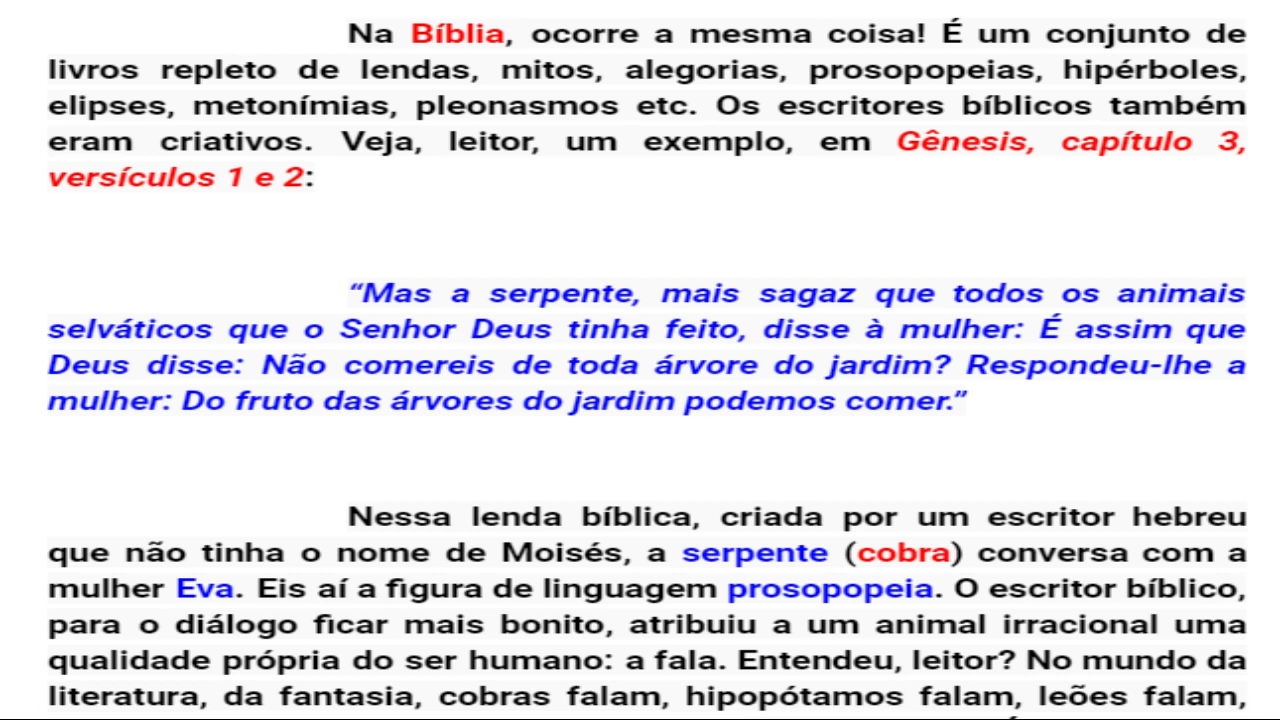 Na Bíblia, ocorre a mesma coisa! É um conjunto de
livros repleto de lendas, mitos, alegorias, prosopopeias, hipérboles,
elipses, metonímias, pleonasmos etc. Os escritores bíblicos também
eram criativos. Veja, leitor, um exemplo, em Gênesis, capítulo 3,
versículos 1 e 2:
“Mas a serpente, mais sagaz que todos os animais
selváticos que o Senhor Deus tinha feito, disse à mulher: É assim que
Deus disse: Não comereis de toda árvore do jardim? Respondeu-lhe a
mulher: Do fruto das árvores do jardim podemos comer.”
Nessa lenda bíblica, criada por um escritor hebreu
que não tinha o nome de Moisés, a serpente (cobra) conversa com a
mulher Eva. Eis aí a figura de linguagem prosopopeia. O escritor bíblico,
para o diálogo ficar mais bonito, atribuiu a um animal irracional uma
qualidade própria do ser humano: a fala. Entendeu, leitor? No mundo da
literatura, da fantasia, cobras falam, hipopótamos falam, leões falam,